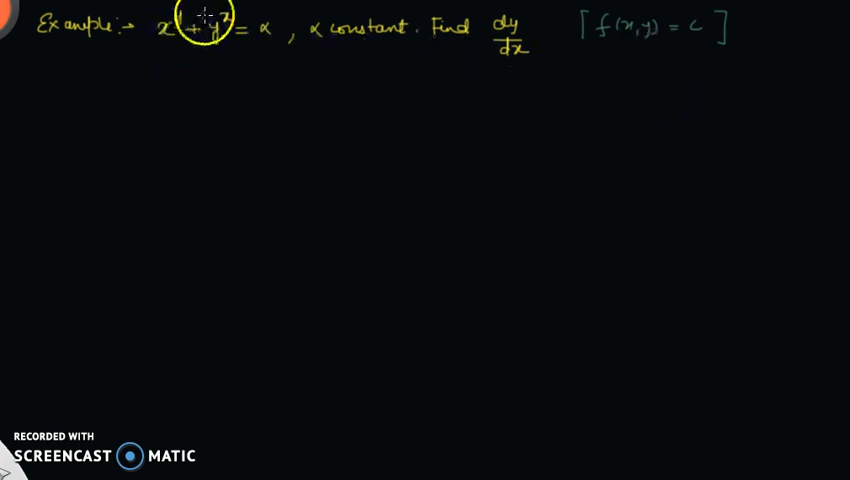 Example:→ x^y + y^x = α , α constant. Find dy/dx [ f(x,y) = c ]
RECORDED WITH
SCREENCAST MATIC